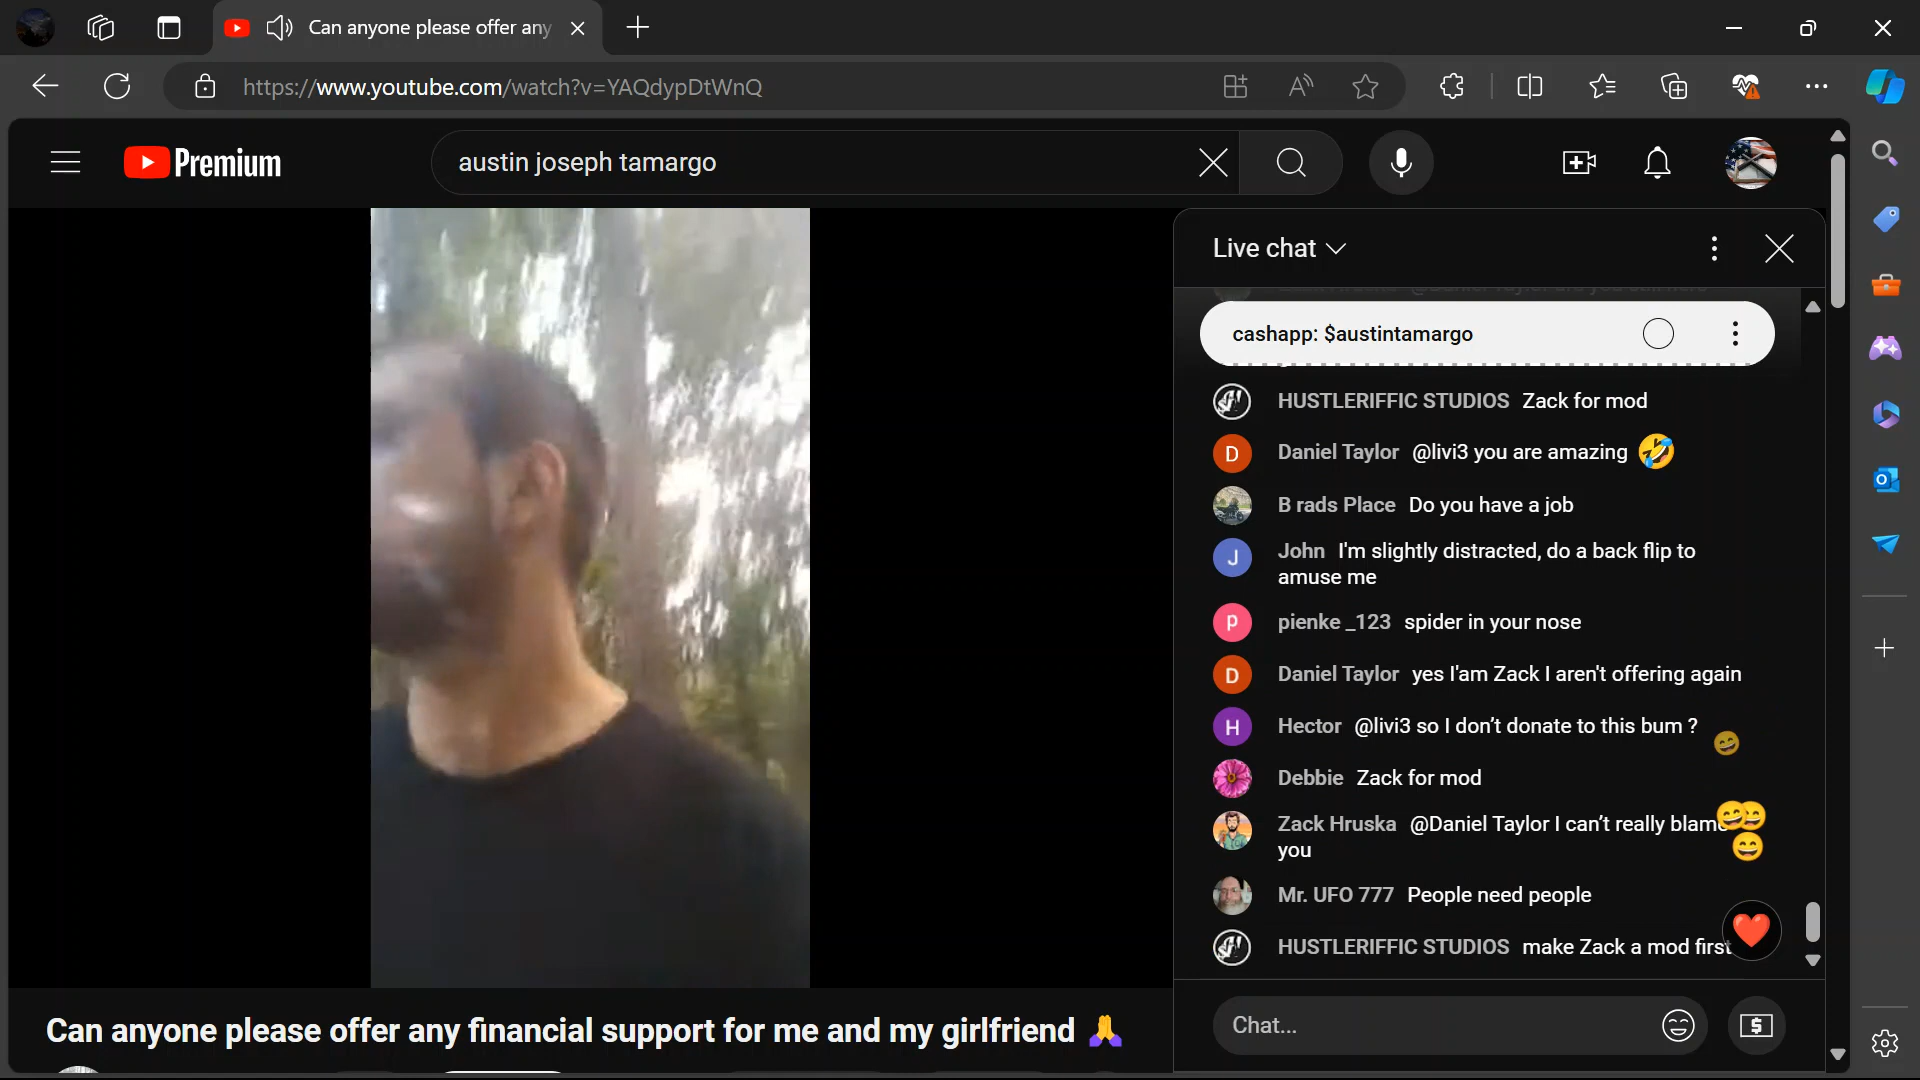 Can anyone please offer any
https://www.youtube.com/watch?v=YAQdypDtWnQ
Premium
austin joseph tamargo
Live chat
cashapp: $austintamargo
HUSTLERIFFIC STUDIOS Zack for mod
Daniel Taylor @livi3 you are amazing 🤣
B rads Place Do you have a job
John I'm slightly distracted, do a back flip to
amuse me
pienke _123 spider in your nose
Daniel Taylor yes I'am Zack I aren't offering again
Hector @livi3 so I don’t donate to this bum ?
Debbie Zack for mod
Zack Hruska @Daniel Taylor I can’t really blame
you
Mr. UFO 777 People need people
HUSTLERIFFIC STUDIOS make Zack a mod first
Chat...
Can anyone please offer any financial support for me and my girlfriend 🙏